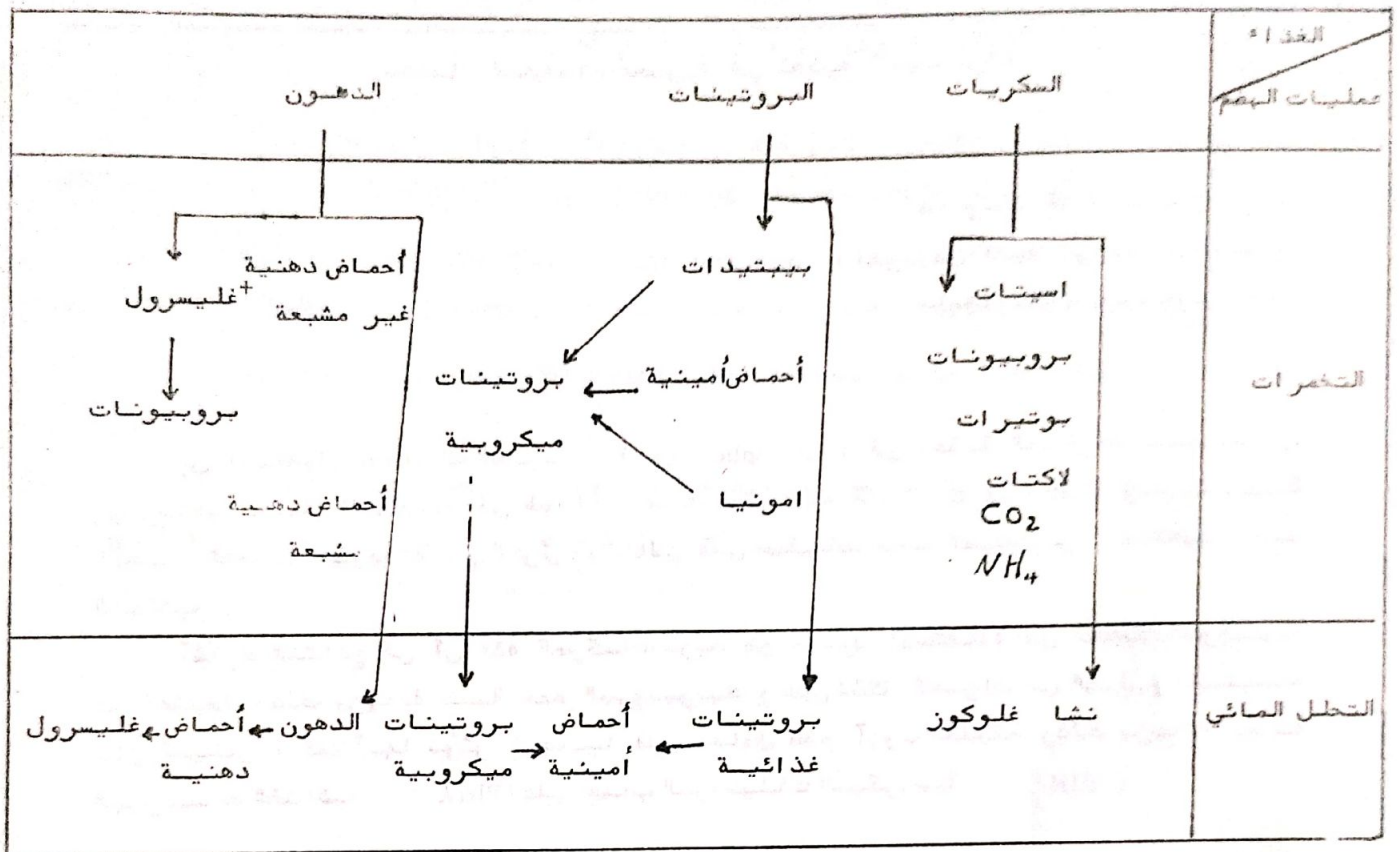 الغذاء
عمليات الهضم
السكريات
البروتينات
الدهون
التخمرات
اسيتات
بروبيونات
بوتيرات
لاكتات
CO₂
NH₄
بيبتيدات
أحماض أمينية
امونيا
بروتينات
ميكروبية
أحماض دهنية
غير مشبعة
+
غليسرول
بروبيونات
أحماض دهنية
مشبعة
التحلل المائي
نشا غلوكوز
بروتينات
غذائية
أحماض
أمينية
بروتينات
ميكروبية
الدهون
أحماض
دهنية
غليسرول